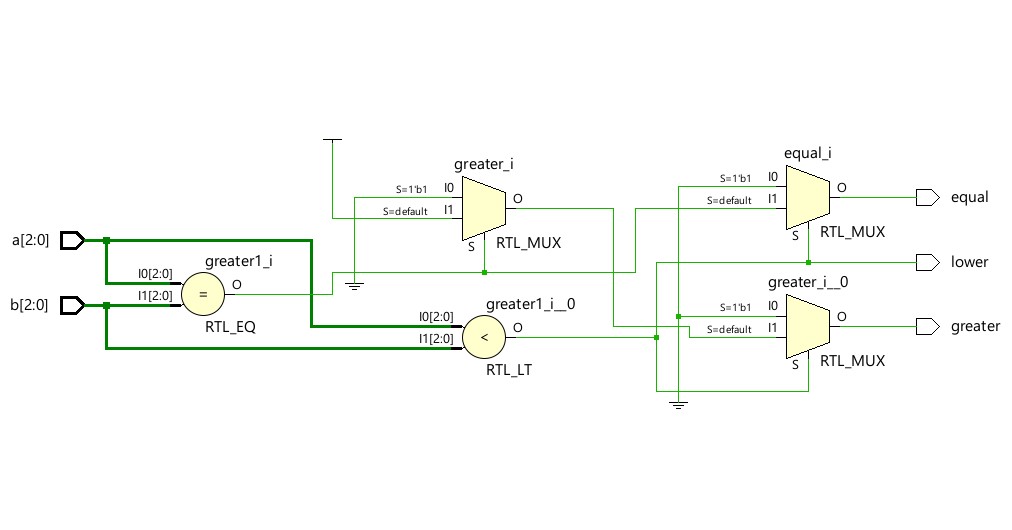 equal_i
greater_i
S=1'b1
I0
O
S=default
I1
S
RTL_MUX
S=1'b1
I0
O
equal
S=default
I1
S
RTL_MUX
a[2:0]
greater1_i
I0[2:0]
O
=
b[2:0]
I1[2:0]
RTL_EQ
lower
greater_i__0
greater1_i__0
I0[2:0]
O
<
I1[2:0]
RTL_LT
S=1'b1
I0
O
greater
S=default
I1
S
RTL_MUX